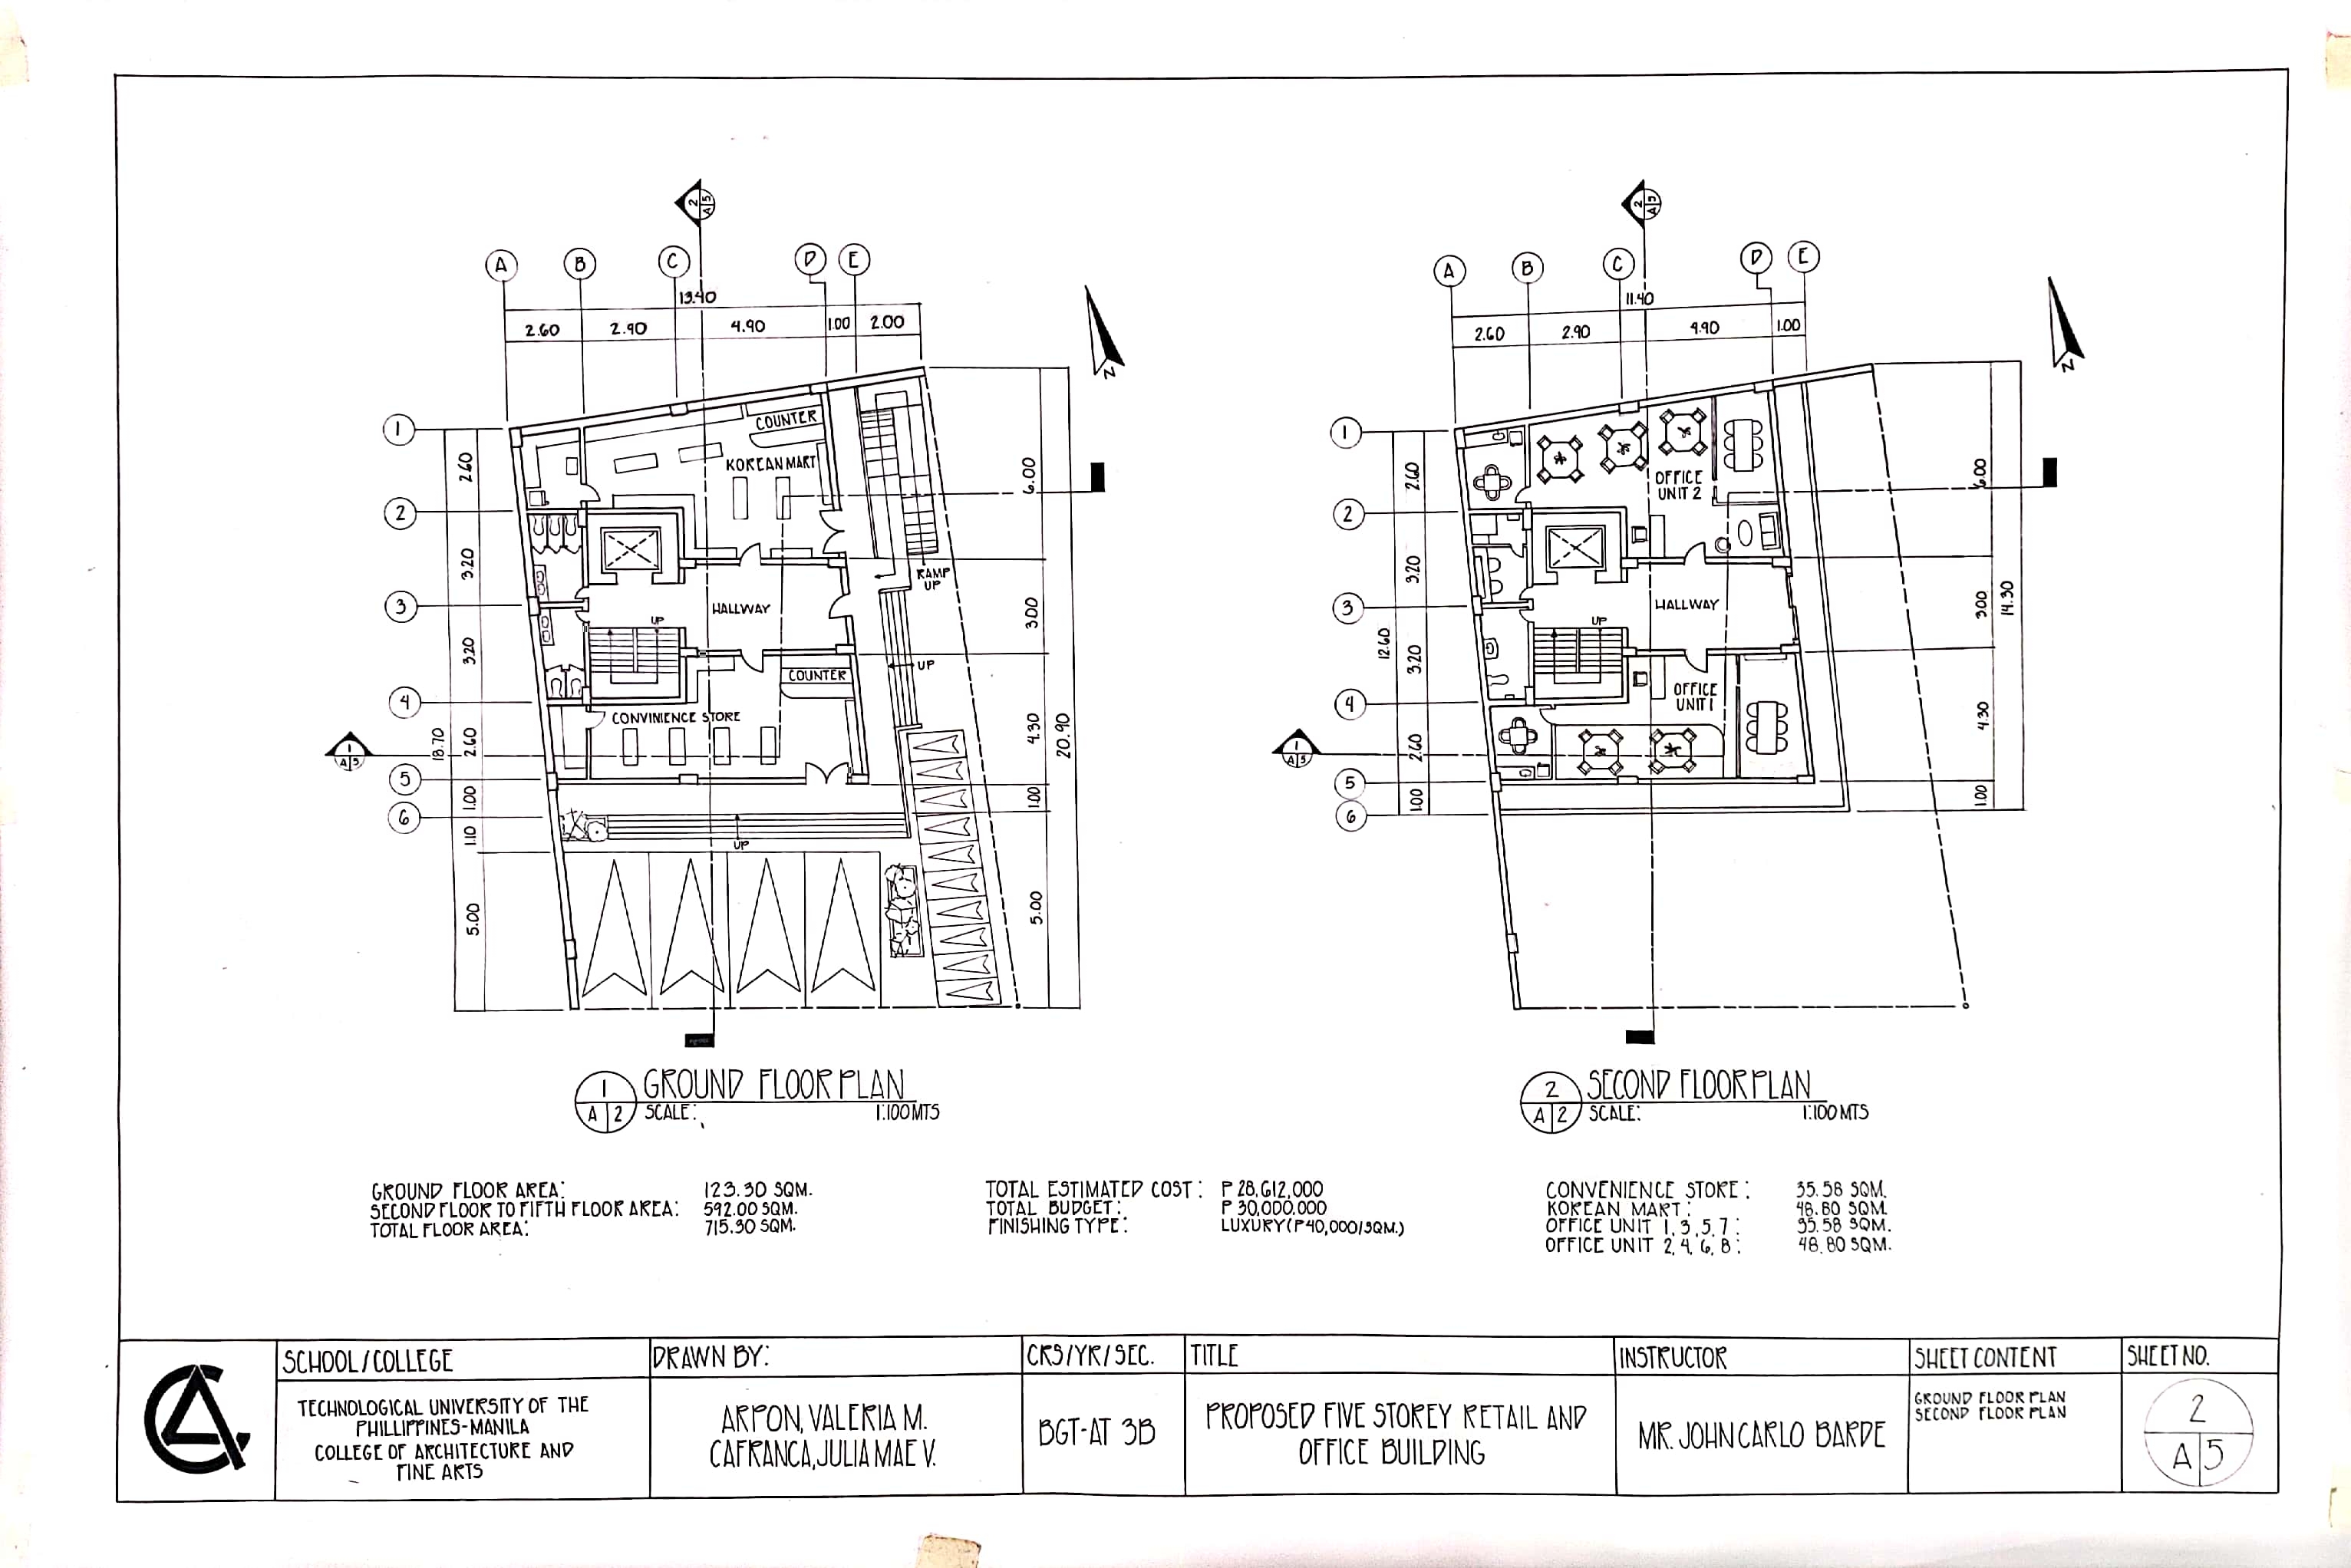 2
A 5
A
B
C
D
E
13.40
2.60
2.90
4.90
1.00
2.00
1
2
3
4
5
6
2.60
3.20
3.20
2.60
1.00
1.10
5.00
18.70
COUNTER
KOREAN MART
HALLWAY
UP
RAMP
UP
UP
COUNTER
CONVINIENCE STORE
UP
6.00
3.00
4.30
1.00
5.00
20.90
N
1
A 5
1
A 2
GROUND FLOOR PLAN
SCALE: 1:100 MTS
2
A 5
A
B
C
D
E
11.40
2.60
2.90
4.90
1.00
1
2
3
4
5
6
2.60
3.20
3.20
2.60
1.00
12.60
OFFICE
UNIT 2
HALLWAY
UP
OFFICE
UNIT 1
6.00
3.00
4.30
1.00
14.30
N
1
A 5
2
A 2
SECOND FLOOR PLAN
SCALE: 1:100 MTS
GROUND FLOOR AREA: 123.30 SQM.
SECOND FLOOR TO FIFTH FLOOR AREA: 592.00 SQM.
TOTAL FLOOR AREA: 715.30 SQM.
TOTAL ESTIMATED COST: P 28,612,000
TOTAL BUDGET: P 30,000,000
FINISHING TYPE: LUXURY (P40,000/SQM.)
CONVENIENCE STORE: 35.58 SQM.
KOREAN MART: 48.80 SQM.
OFFICE UNIT 1, 3, 5, 7: 35.58 SQM.
OFFICE UNIT 2, 4, 6, 8: 48.80 SQM.
SCHOOL/COLLEGE
TECHNOLOGICAL UNIVERSITY OF THE
PHILLIPPINES-MANILA
COLLEGE OF ARCHITECTURE AND
FINE ARTS
DRAWN BY:
ARPON, VALERIA M.
CAFRANCA, JULIA MAE V.
CRS/YR/SEC.
BGT-AT 3B
TITLE
PROPOSED FIVE STOREY RETAIL AND
OFFICE BUILDING
INSTRUCTOR
MR. JOHN CARLO BARDE
SHEET CONTENT
GROUND FLOOR PLAN
SECOND FLOOR PLAN
SHEET NO.
2
A 5